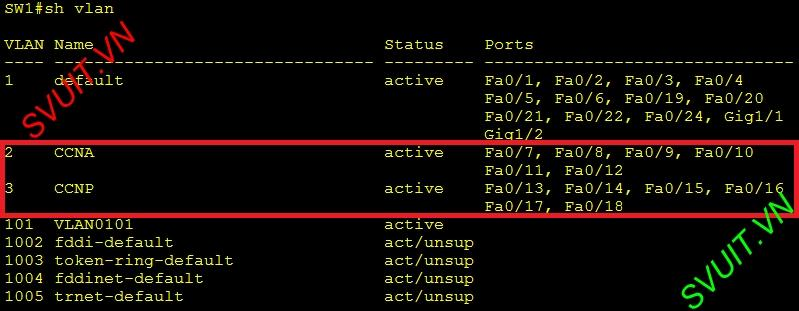 SW1#sh vlan
VLAN Name Status Ports
---- -------------------------------- --------- -------------------------------
1 default active Fa0/1, Fa0/2, Fa0/3, Fa0/4
Fa0/5, Fa0/6, Fa0/19, Fa0/20
Fa0/21, Fa0/22, Fa0/24, Gig1/1
Gig1/2
2 CCNA active Fa0/7, Fa0/8, Fa0/9, Fa0/10
Fa0/11, Fa0/12
3 CCNP active Fa0/13, Fa0/14, Fa0/15, Fa0/16
Fa0/17, Fa0/18
101 VLAN0101 active
1002 fddi-default act/unsup
1003 token-ring-default act/unsup
1004 fddinet-default act/unsup
1005 trnet-default act/unsup
SVUIT.VN
SVUIT.VN